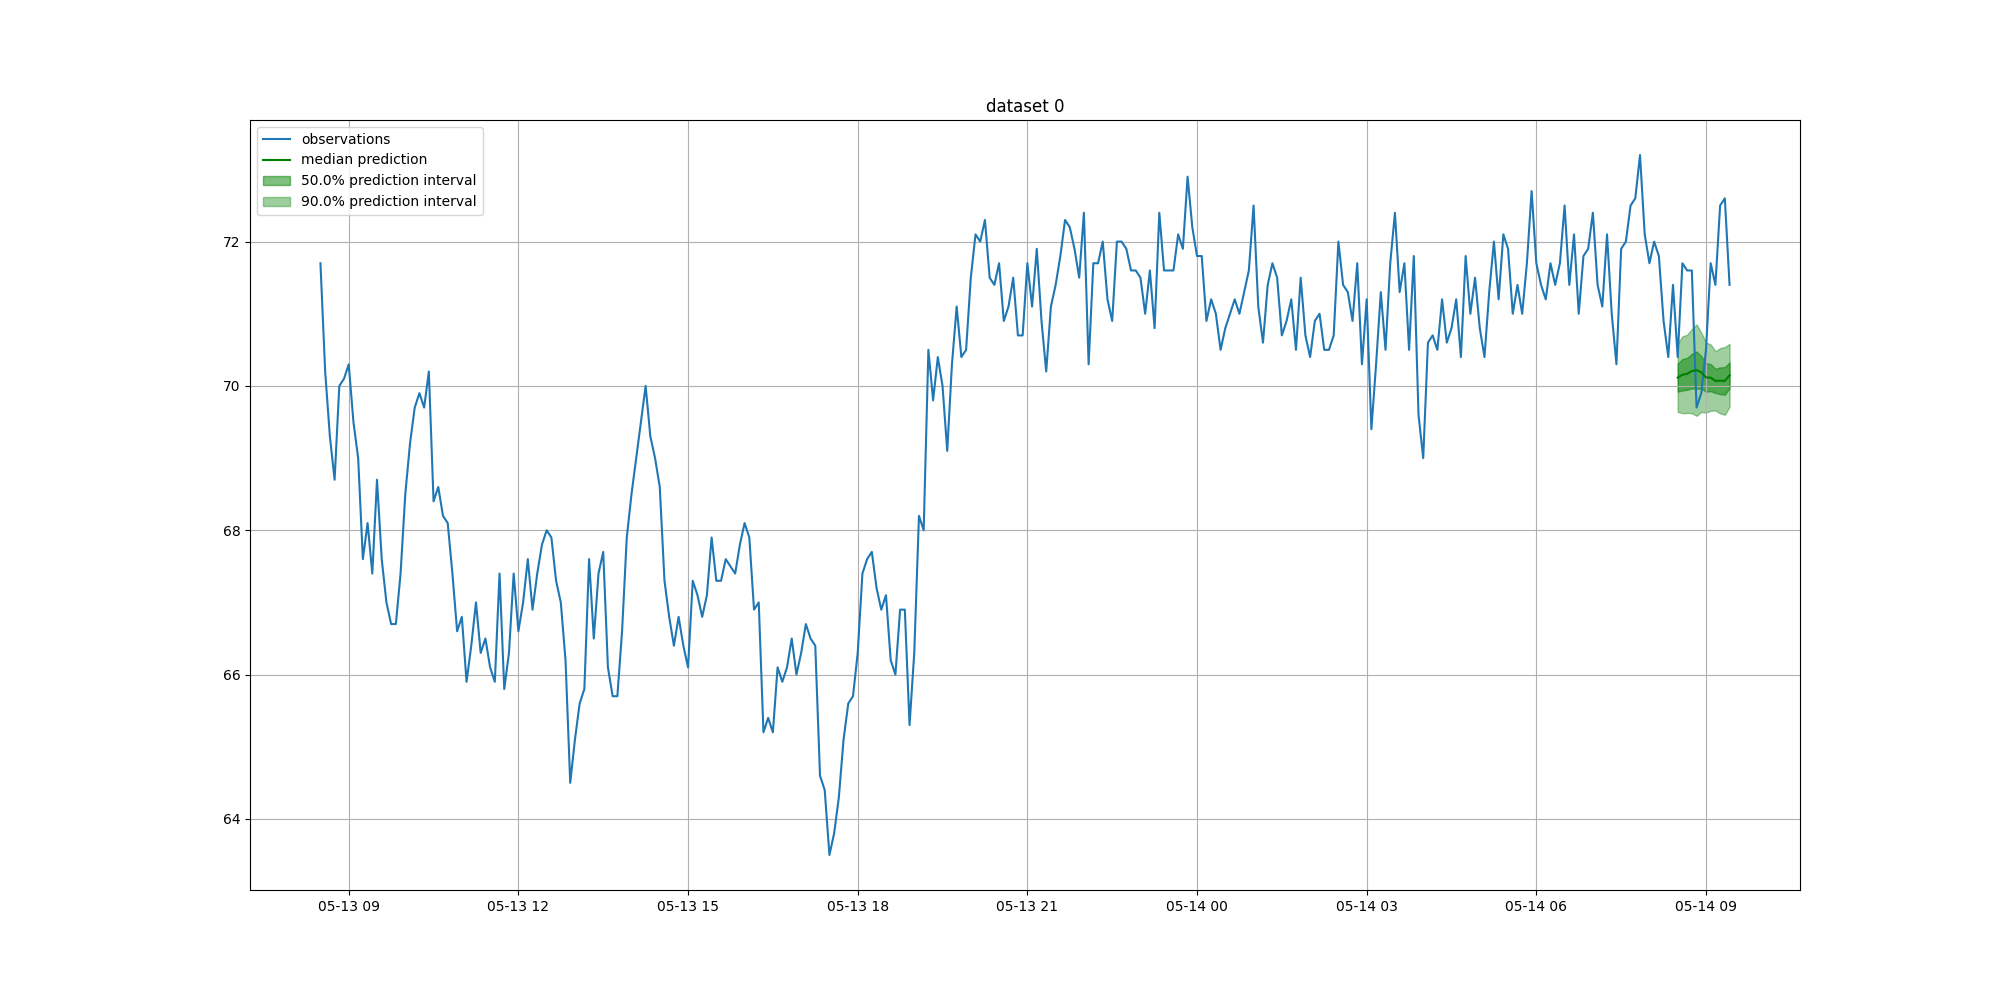 dataset 0
observations
median prediction
50.0% prediction interval
90.0% prediction interval
72
70
68
66
64
05-13 09
05-13 12
05-13 15
05-13 18
05-13 21
05-14 00
05-14 03
05-14 06
05-14 09